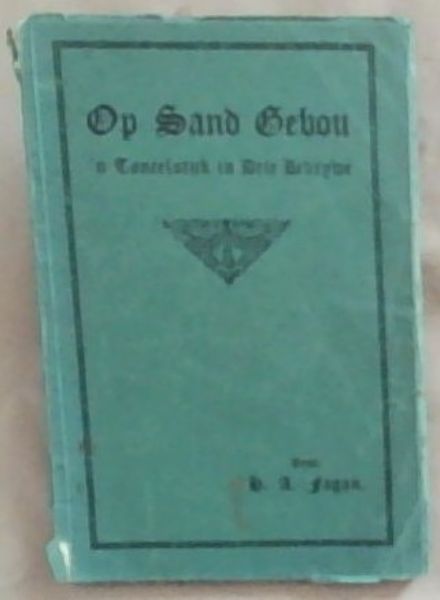 Op Sand Gebou
'n Toneelstuk in Drie Bedrywe
Deur
H. A. Fagan.